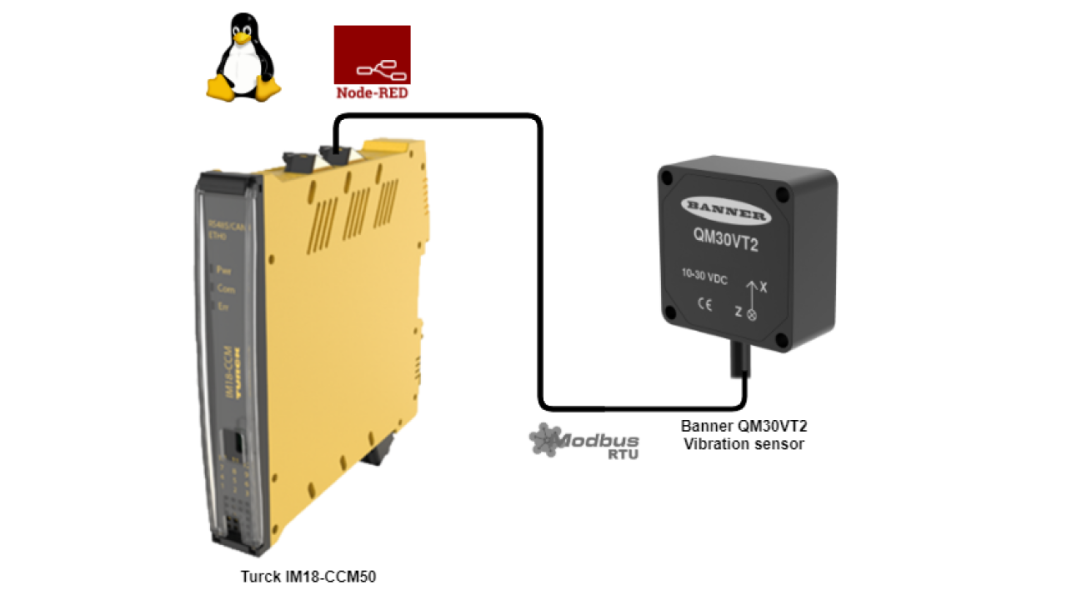 Node-RED
RS485/CAN
ETH0
Pwr
Com
Err
IM18-CCM
TURCK
BANNER
QM30VT2
10-30 VDC
X
CE
Z
Modbus
RTU
Banner QM30VT2
Vibration sensor
Turck IM18-CCM50